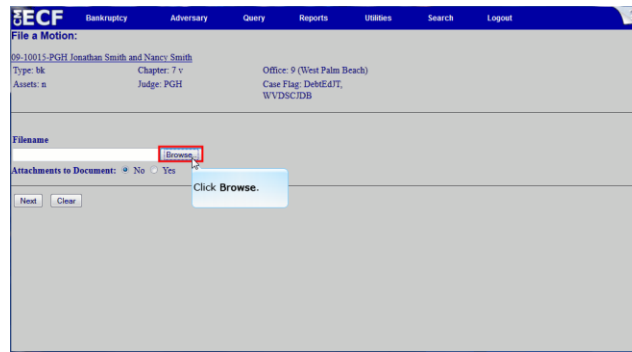 CM ECF Bankruptcy Adversary Query Reports Utilities Search Logout
File a Motion:
09-10015-PGH Jonathan Smith and Nancy Smith
Type: bk Chapter: 7 v Office: 9 (West Palm Beach)
Assets: n Judge: PGH Case Flag: DebtEdJT,
WVDSCJDB
Filename
Browse...
Attachments to Document: No Yes
Click Browse.
Next Clear